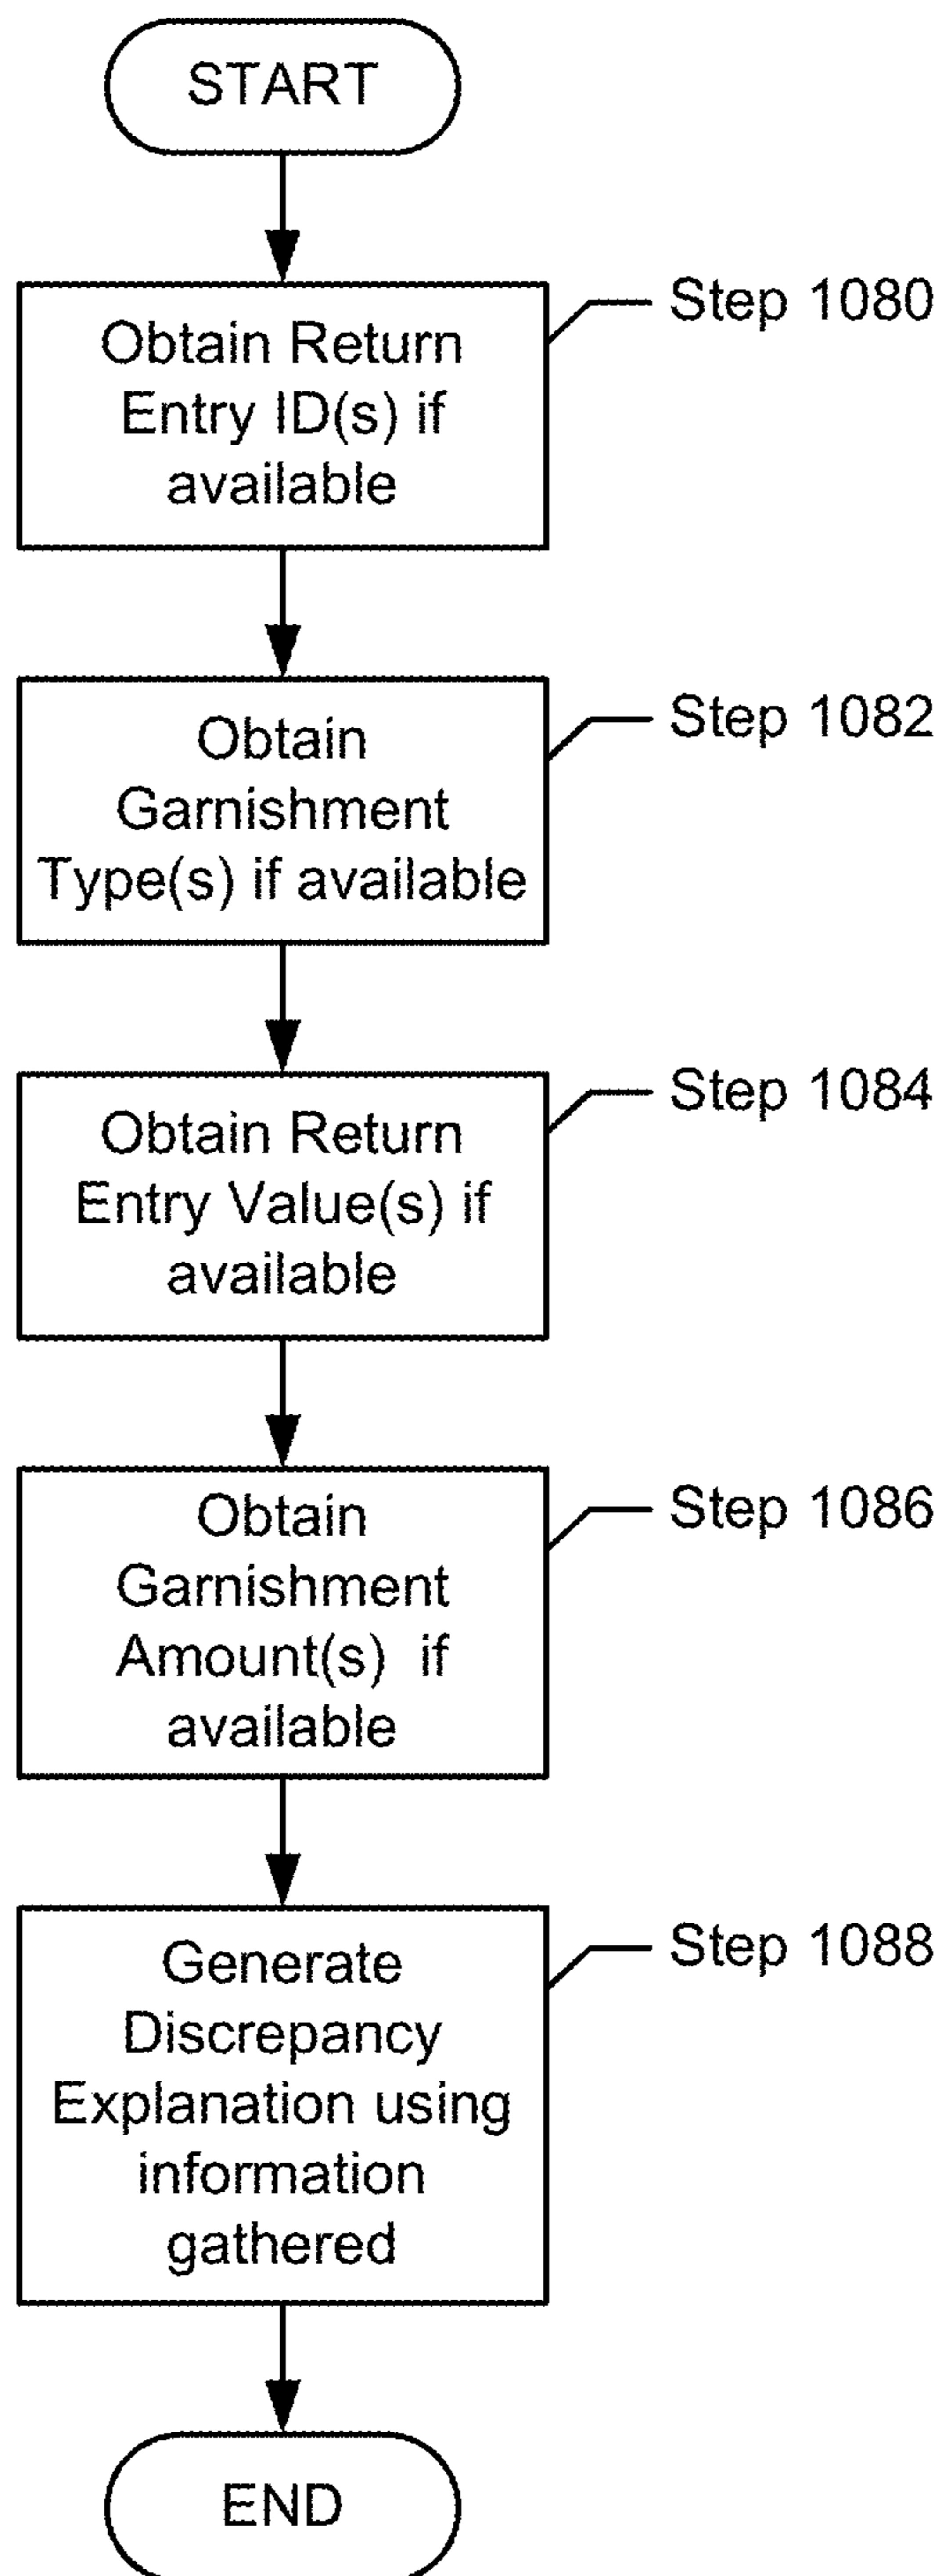 START
Obtain Return
Entry ID(s) if
available
Step 1080
Obtain
Garnishment
Type(s) if available
Step 1082
Obtain Return
Entry Value(s) if
available
Step 1084
Obtain
Garnishment
Amount(s) if
available
Step 1086
Generate
Discrepancy
Explanation using
information
gathered
Step 1088
END